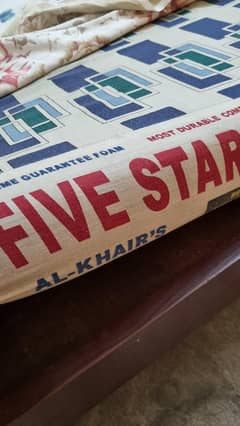 ME GUARANTEE FOAM
MOST DURABLE CO
FIVE STAR
AL-KHAIR'S